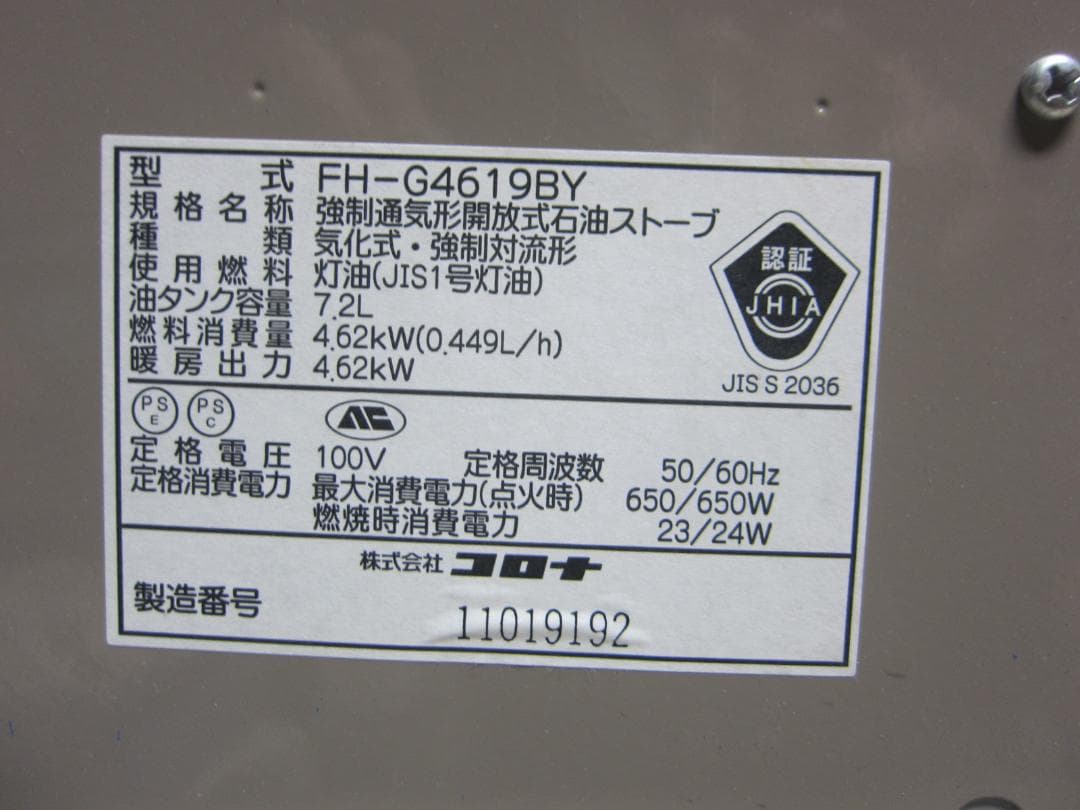 型式 FH-G4619BY
規格名称 強制通気形開放式石油ストーブ
種類 気化式・強制対流形
使用燃料 灯油(JIS1号灯油)
油タンク容量 7.2L
燃料消費量 4.62kW(0.449L/h)
暖房出力 4.62kW
認証
JHIA
JIS S 2036
PS E PS C
定格電圧 100V 定格周波数 50/60Hz
定格消費電力 最大消費電力(点火時) 650/650W
燃焼時消費電力 23/24W
株式会社 コロナ
製造番号 11019192